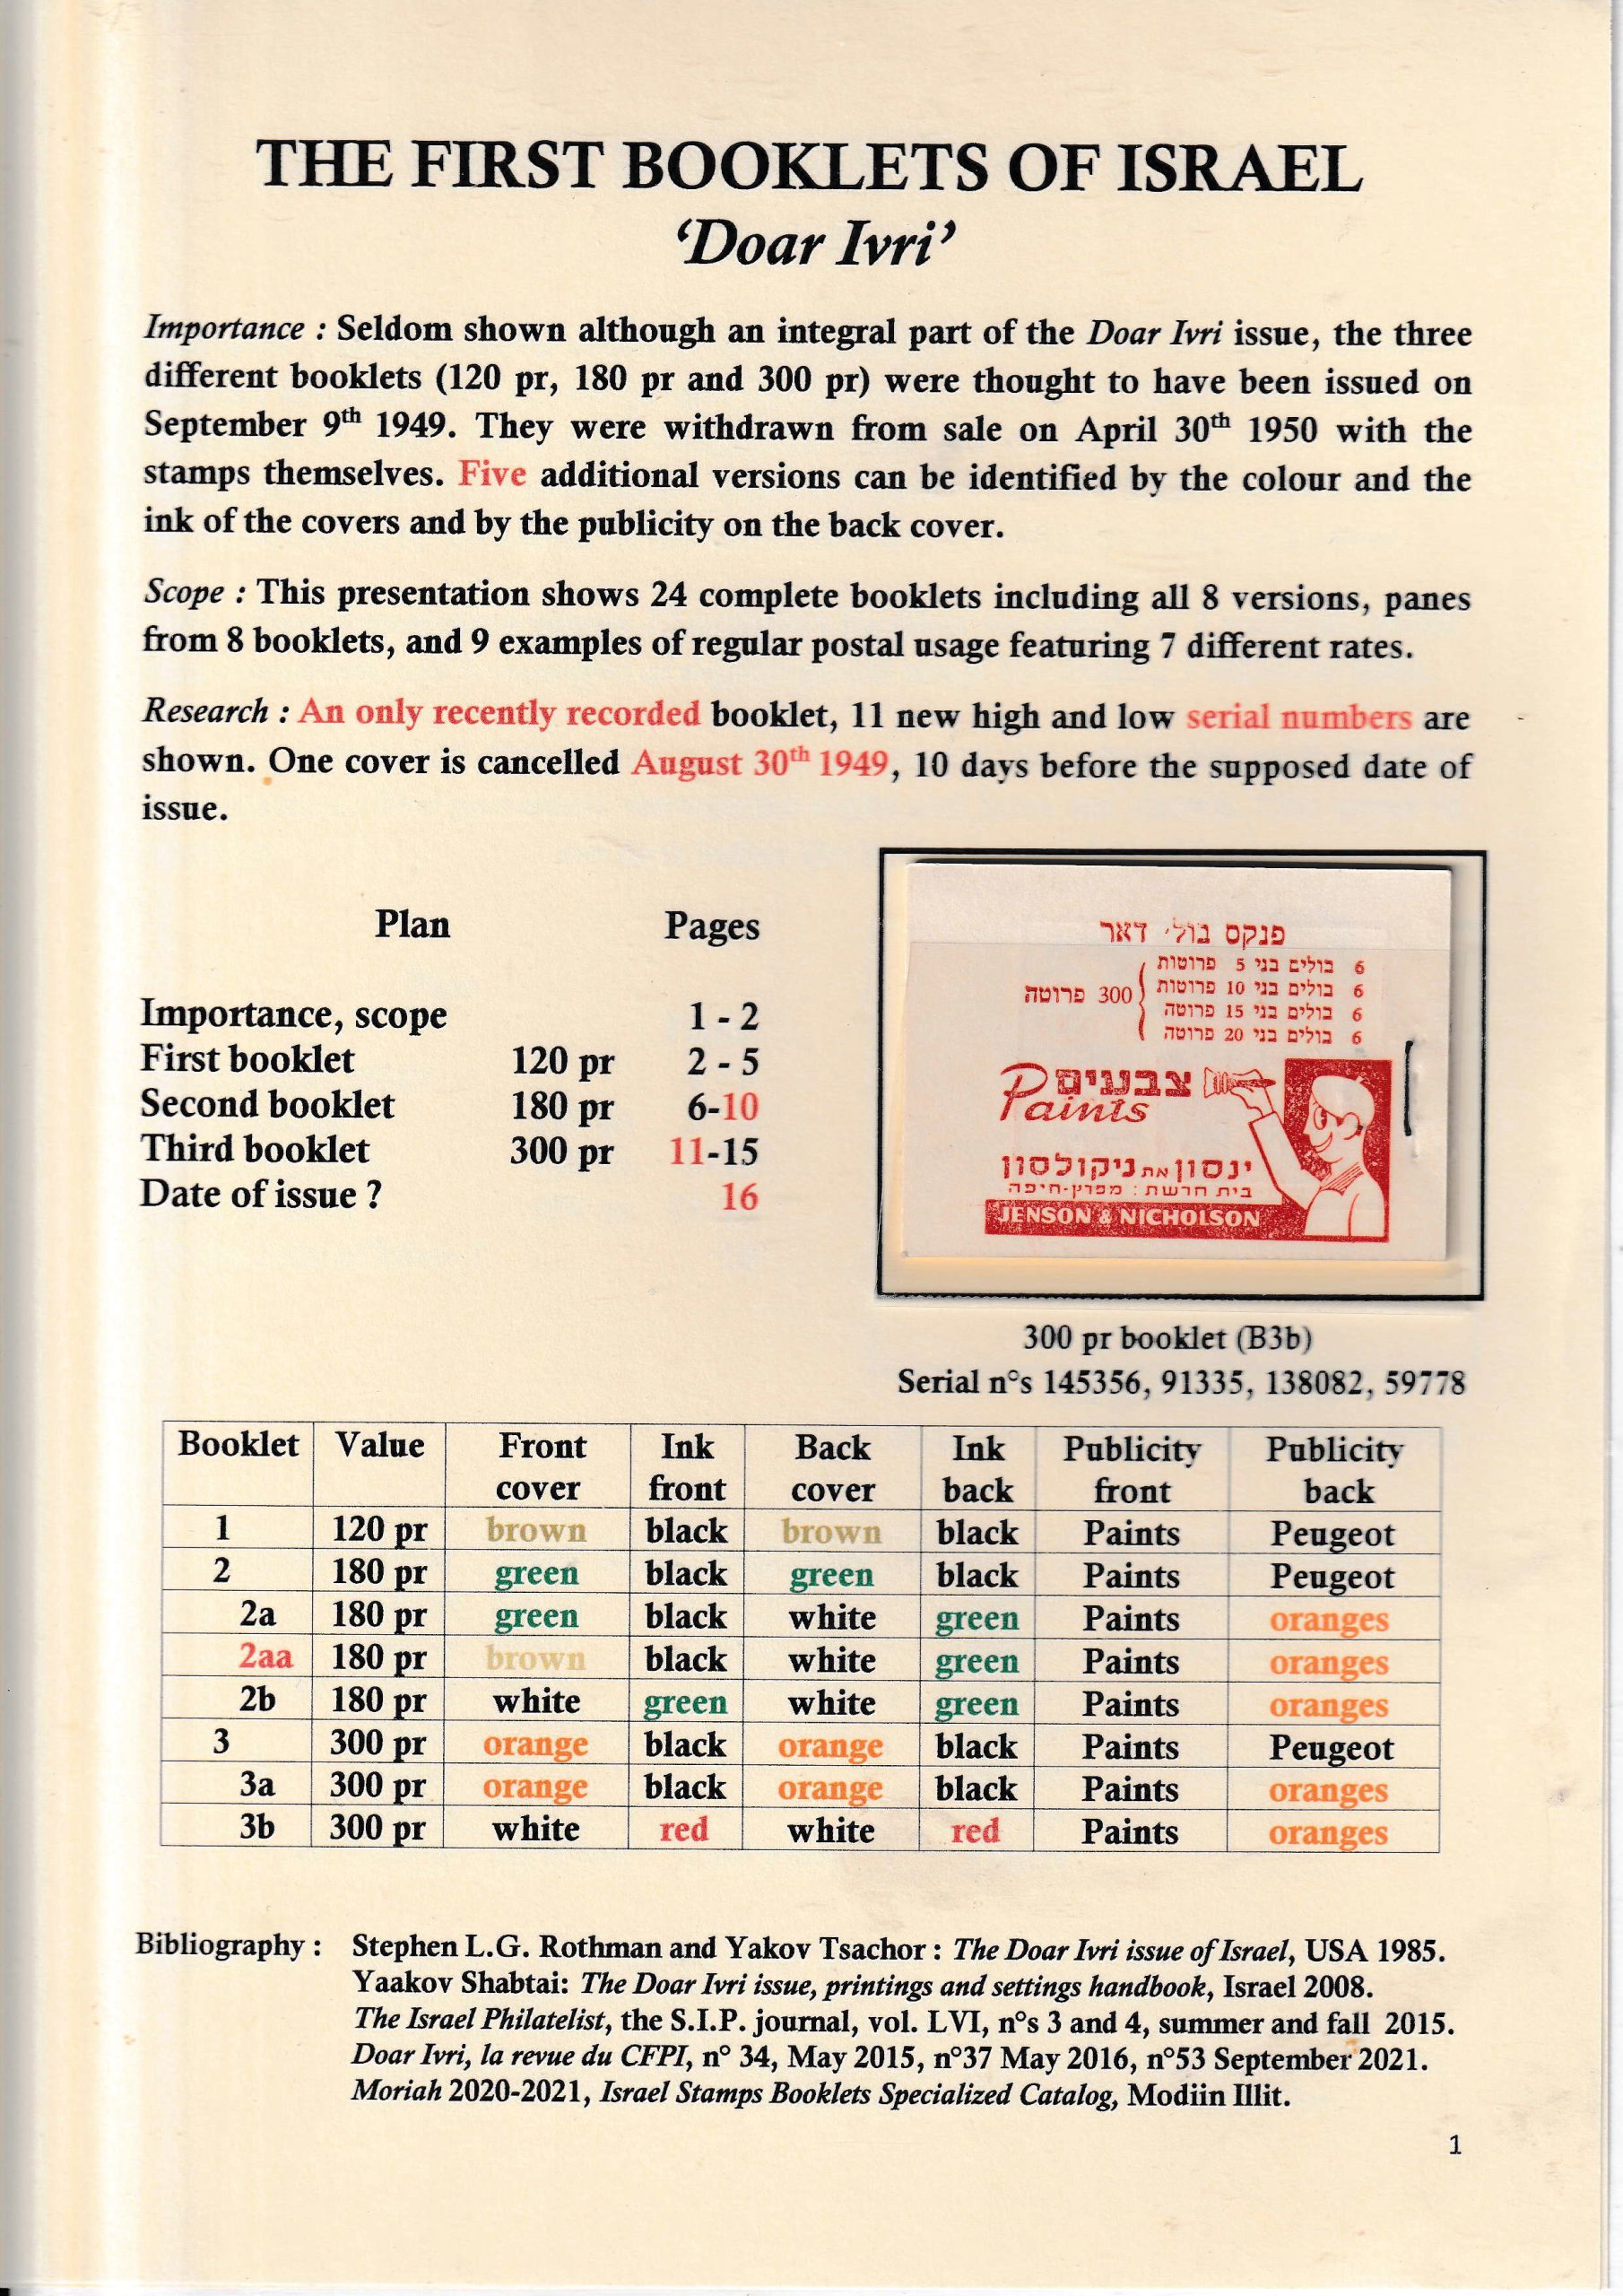 THE FIRST BOOKLETS OF ISRAEL
‘Doar Ivri’
Importance : Seldom shown although an integral part of the Doar Ivri issue, the three
different booklets (120 pr, 180 pr and 300 pr) were thought to have been issued on
September 9th 1949. They were withdrawn from sale on April 30th 1950 with the
stamps themselves. Five additional versions can be identified by the colour and the
ink of the covers and by the publicity on the back cover.
Scope : This presentation shows 24 complete booklets including all 8 versions, panes
from 8 booklets, and 9 examples of regular postal usage featuring 7 different rates.
Research : An only recently recorded booklet, 11 new high and low serial numbers are
shown. One cover is cancelled August 30th 1949, 10 days before the supposed date of
issue.
Plan Pages
Importance, scope 1 - 2
First booklet 120 pr 2 - 5
Second booklet 180 pr 6-10
Third booklet 300 pr 11-15
Date of issue ? 16
פנקס בולי דאר
6 בולים בני 5 פרוטות
6 בולים בני 10 פרוטות
300 פרוטה
6 בולים בני 15 פרוטה
6 בולים בני 20 פרוטה
צבעים
Paints
ינסון את ניקולסון
בית חרשת : מפרץ-חיפה
JENSON & NICHOLSON
300 pr booklet (B3b)
Serial n°s 145356, 91335, 138082, 59778
Booklet Value Front cover Ink front Back cover Ink back Publicity front Publicity back
1 120 pr brown black brown black Paints Peugeot
2 180 pr green black green black Paints Peugeot
2a 180 pr green black white green Paints oranges
2aa 180 pr brown black white green Paints oranges
2b 180 pr white green white green Paints oranges
3 300 pr orange black orange black Paints Peugeot
3a 300 pr orange black orange black Paints oranges
3b 300 pr white red white red Paints oranges
Bibliography : Stephen L.G. Rothman and Yakov Tsachor : The Doar Ivri issue of Israel, USA 1985.
Yaakov Shabtai: The Doar Ivri issue, printings and settings handbook, Israel 2008.
The Israel Philatelist, the S.I.P. journal, vol. LVI, n°s 3 and 4, summer and fall 2015.
Doar Ivri, la revue du CFPI, n° 34, May 2015, n°37 May 2016, n°53 September 2021.
Moriah 2020-2021, Israel Stamps Booklets Specialized Catalog, Modiin Illit.
1